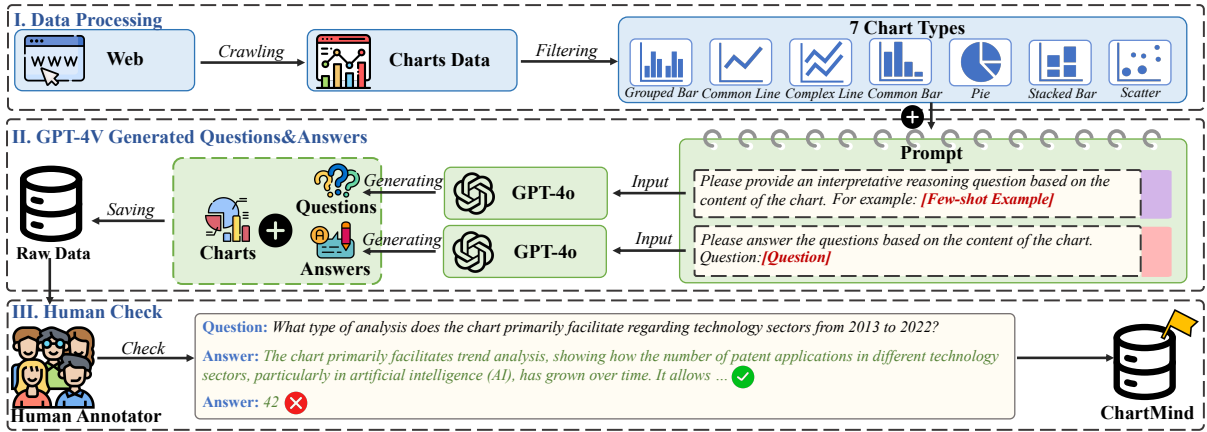 I. Data Processing
WWW
Web
Crawling
Charts Data
Filtering
7 Chart Types
Grouped Bar
Common Line
Complex Line
Common Bar
Pie
Stacked Bar
Scatter
II. GPT-4V Generated Questions&Answers
Raw Data
Saving
Charts
Questions
A
Answers
Generating
Generating
GPT-4o
GPT-4o
Input
Input
Prompt
Please provide an interpretative reasoning question based on the
content of the chart. For example: [Few-shot Example]
Please answer the questions based on the content of the chart.
Question:[Question]
III. Human Check
Human Annotator
Check
Question: What type of analysis does the chart primarily facilitate regarding technology sectors from 2013 to 2022?
Answer: The chart primarily facilitates trend analysis, showing how the number of patent applications in different technology
sectors, particularly in artificial intelligence (AI), has grown over time. It allows ...
Answer: 42
ChartMind